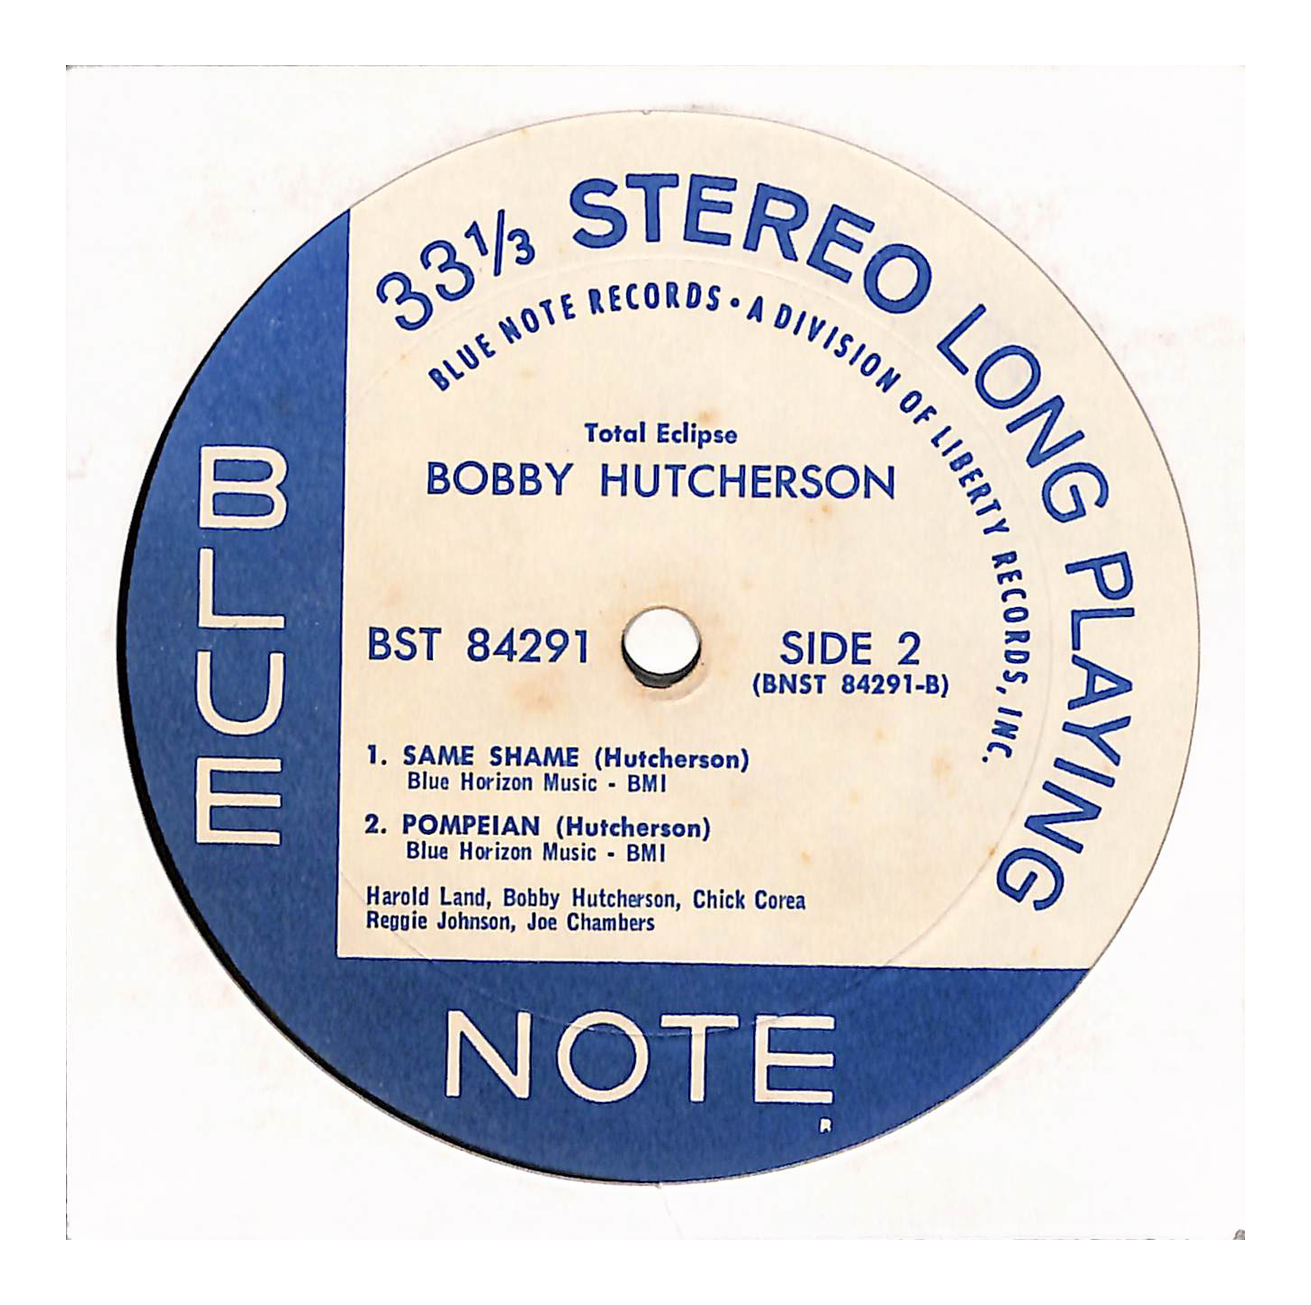 33⅓ STEREO LONG PLAYING
BLUE NOTE RECORDS • A DIVISION OF LIBERTY RECORDS, INC.
Total Eclipse
BOBBY HUTCHERSON
BST 84291
SIDE 2
(BNST 84291-B)
1. SAME SHAME (Hutcherson)
Blue Horizon Music - BMI
2. POMPEIAN (Hutcherson)
Blue Horizon Music - BMI
Harold Land, Bobby Hutcherson, Chick Corea
Reggie Johnson, Joe Chambers
BLUE
NOTE
R